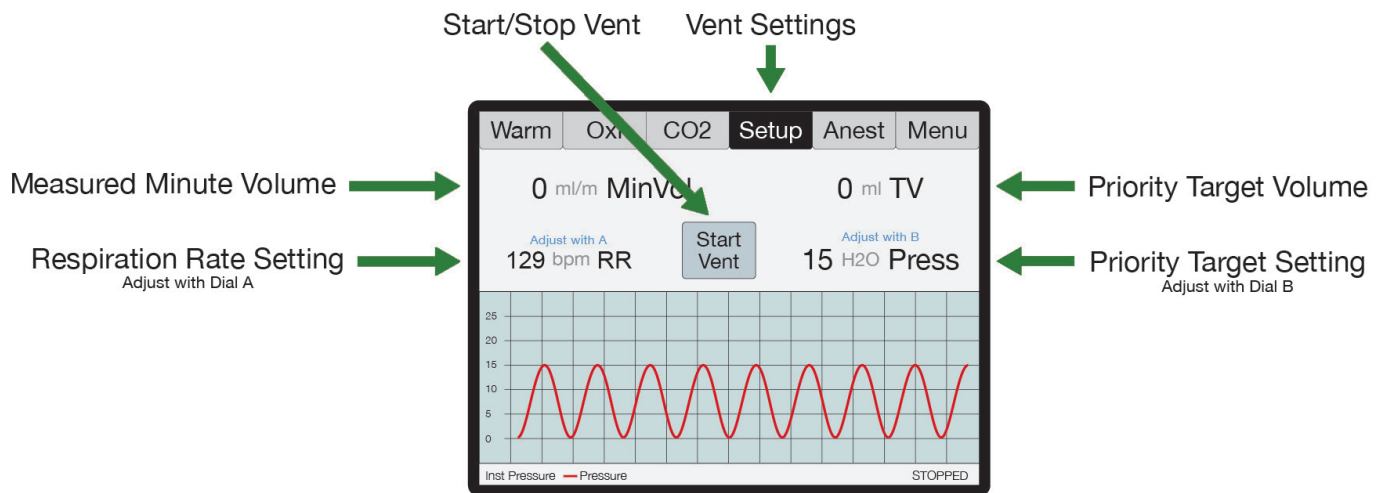 Start/Stop Vent Vent Settings
Warm CO2 Setup Anest Menu
Measured Minute Volume 0 ml/m MinVol 0 ml TV Priority Target Volume
Adjust with A Start Adjust with B
Respiration Rate Setting 129 bpm RR Vent 15 H2O Press Priority Target Setting
Adjust with Dial A Adjust with Dial B
25
20
15
10
5
0
Inst Pressure Pressure STOPPED